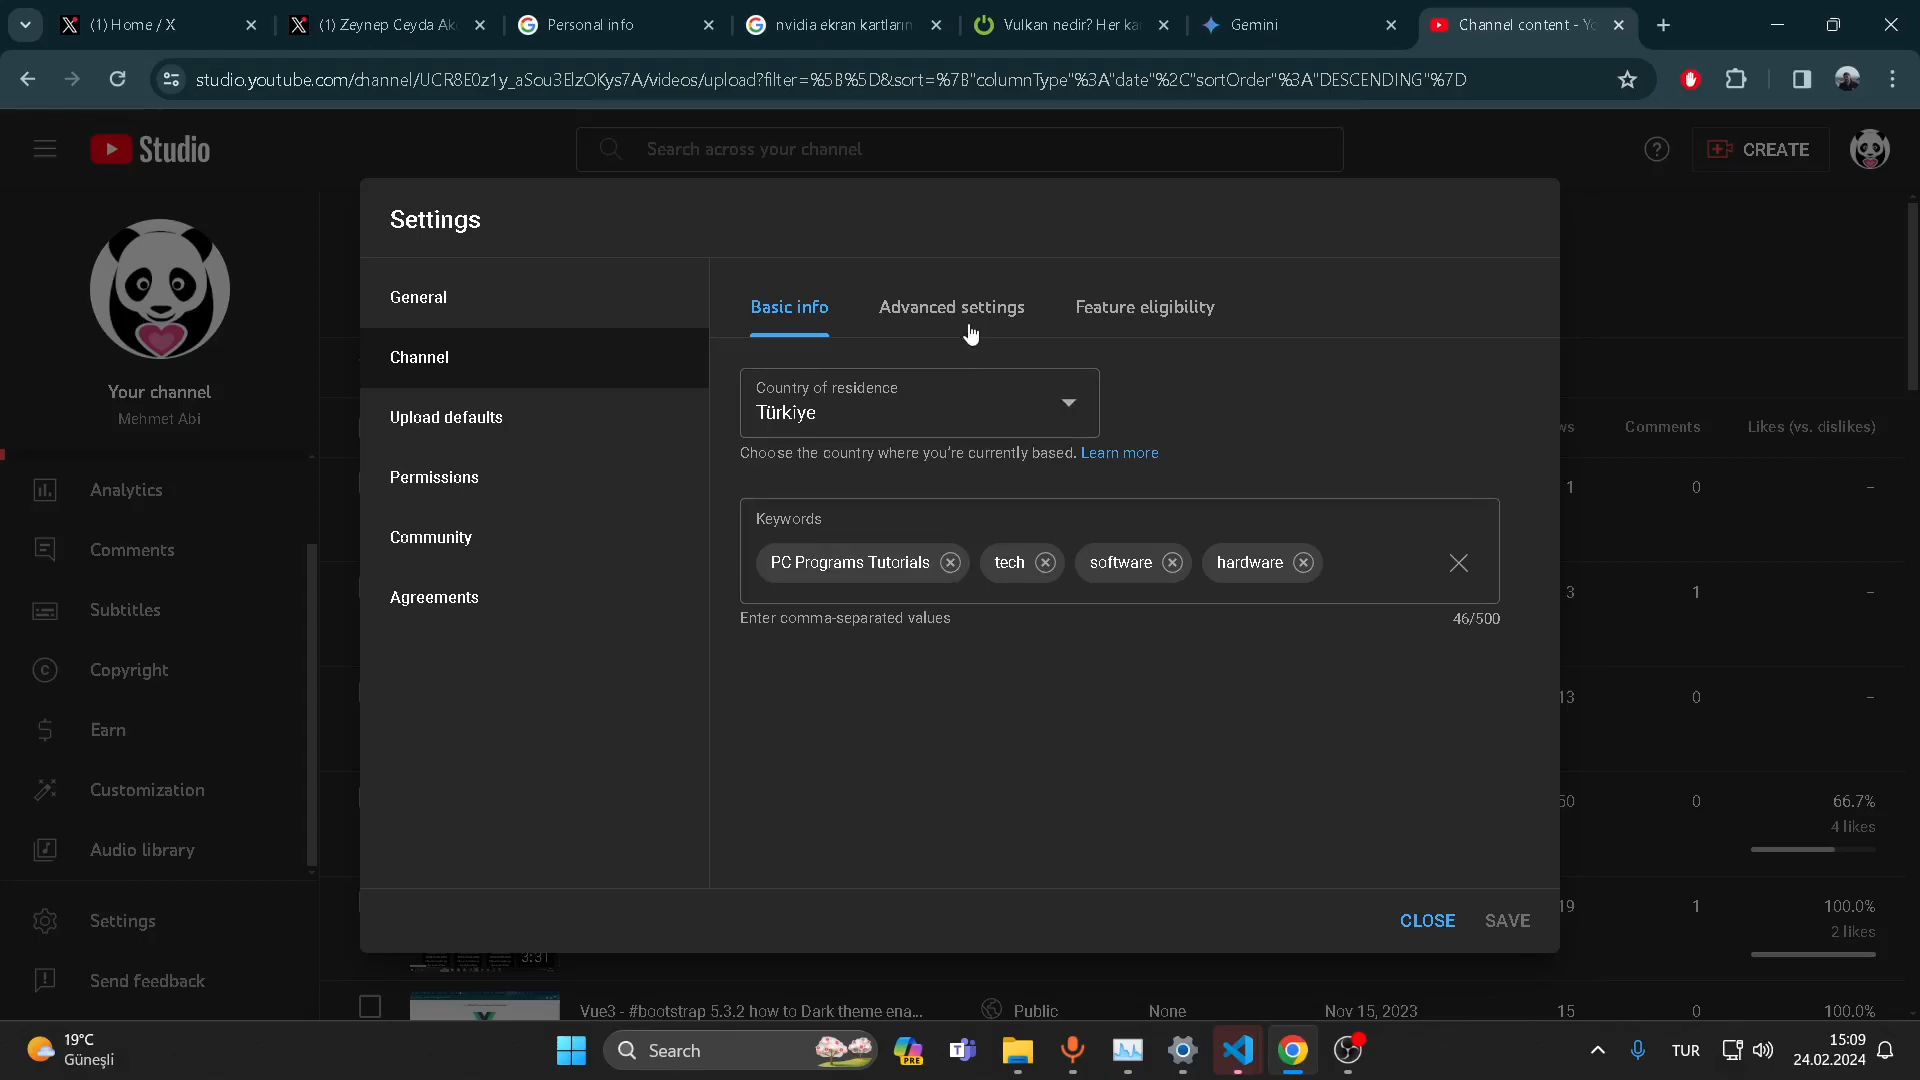 (1) Home / X
(1) Zeynep Ceyda Ak
Personal info
nvidia ekran kartların
Vulkan nedir? Her ka
Gemini
Channel content - Yo
studio.youtube.com/channel/UCR8E0z1y_aSou3ElzOKys7A/videos/upload?filter=%5B%5D&sort=%7B"columnType"%3A"date"%2C"sortOrder"%3A"DESCENDING"%7D
Studio
Search across your channel
CREATE
Settings
Your channel
Mehmet Abi
Analytics
Comments
Subtitles
Copyright
Earn
Customization
Audio library
Settings
Send feedback
General
Channel
Upload defaults
Permissions
Community
Agreements
Basic info
Advanced settings
Feature eligibility
Country of residence
Türkiye
Choose the country where you're currently based. Learn more
Keywords
PC Programs Tutorials
tech
software
hardware
Enter comma-separated values
46/500
CLOSE
SAVE
ws
Comments
Likes (vs. dislikes)
1
0
–
3
1
–
13
0
–
50
0
66.7%
4 likes
19
1
100.0%
2 likes
3:31
Vue3 - #bootstrap 5.3.2 how to Dark theme ena...
Public
None
Nov 15, 2023
15
0
100.0%
19°C
Güneşli
Search
PRE
TUR
15:09
24.02.2024